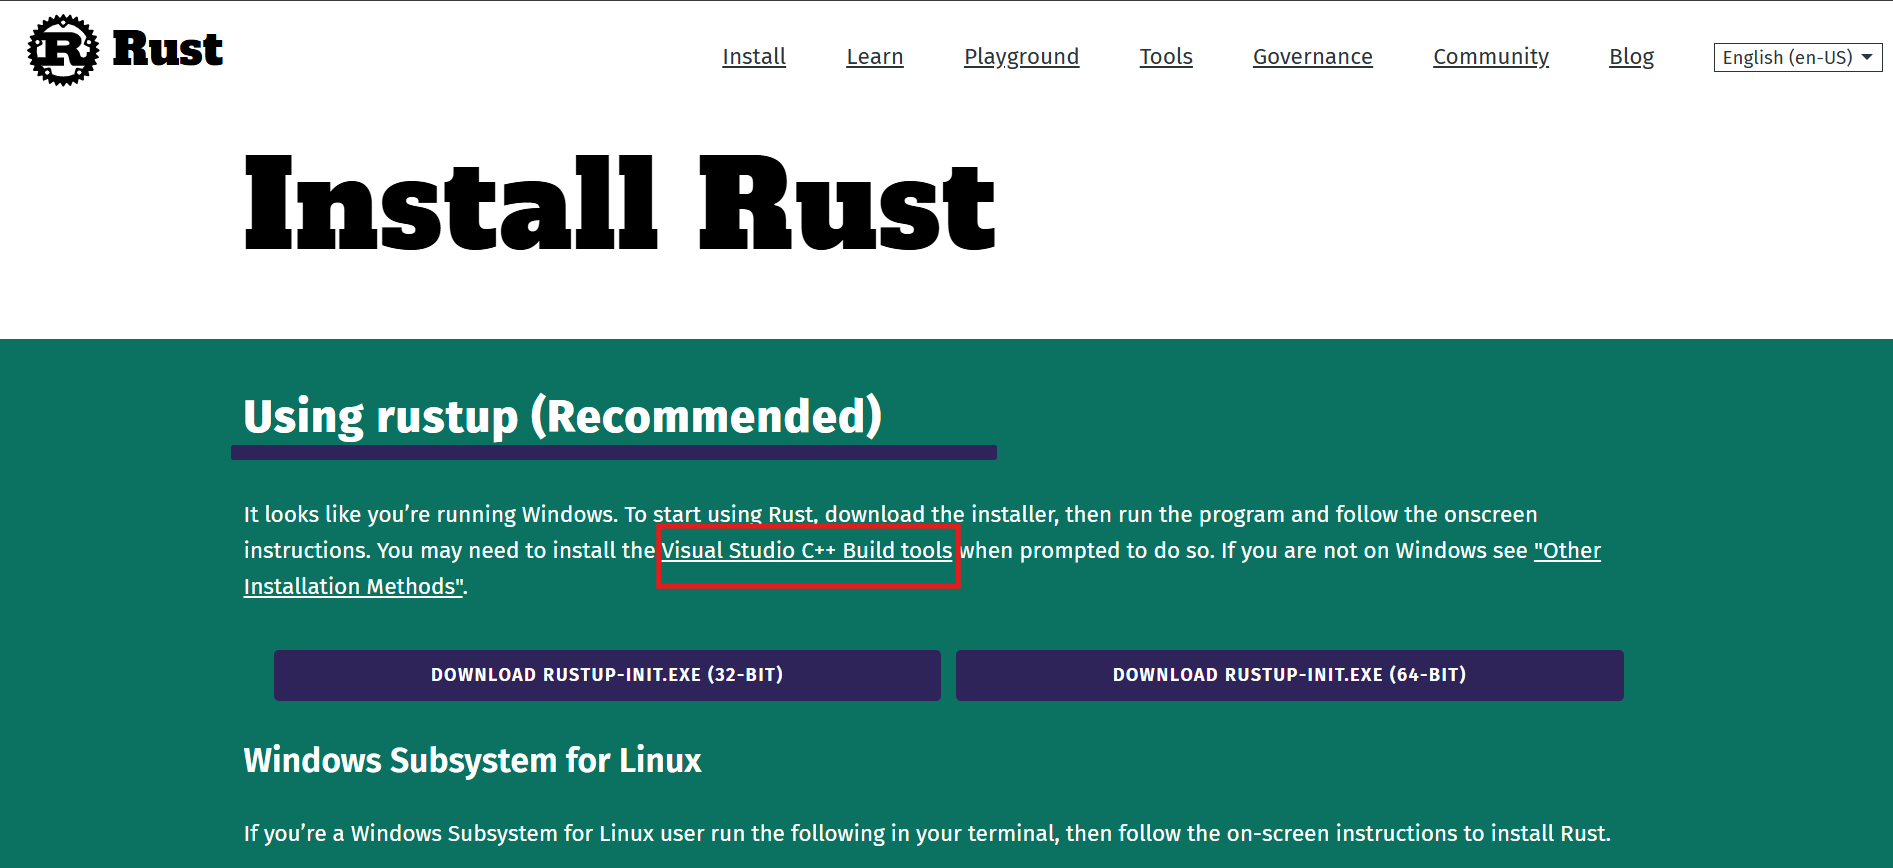 Rust
Install Learn Playground Tools Governance Community Blog English (en-US)
Install Rust
Using rustup (Recommended)
It looks like you’re running Windows. To start using Rust, download the installer, then run the program and follow the onscreen
instructions. You may need to install the Visual Studio C++ Build tools when prompted to do so. If you are not on Windows see "Other
Installation Methods".
DOWNLOAD RUSTUP-INIT.EXE (32-BIT)
DOWNLOAD RUSTUP-INIT.EXE (64-BIT)
Windows Subsystem for Linux
If you’re a Windows Subsystem for Linux user run the following in your terminal, then follow the on-screen instructions to install Rust.